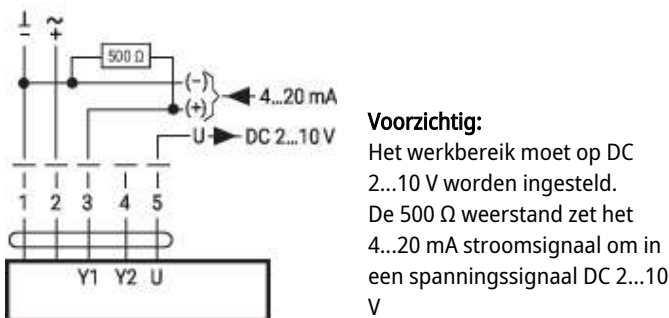 ⊥ ~
− +
500 Ω
(−)
4...20 mA
(+)
U
DC 2...10 V
1 2 3 4 5
Y1 Y2 U
Voorzichtig:
Het werkbereik moet op DC
2...10 V worden ingesteld.
De 500 Ω weerstand zet het
4...20 mA stroomsignaal om in
een spanningssignaal DC 2...10
V